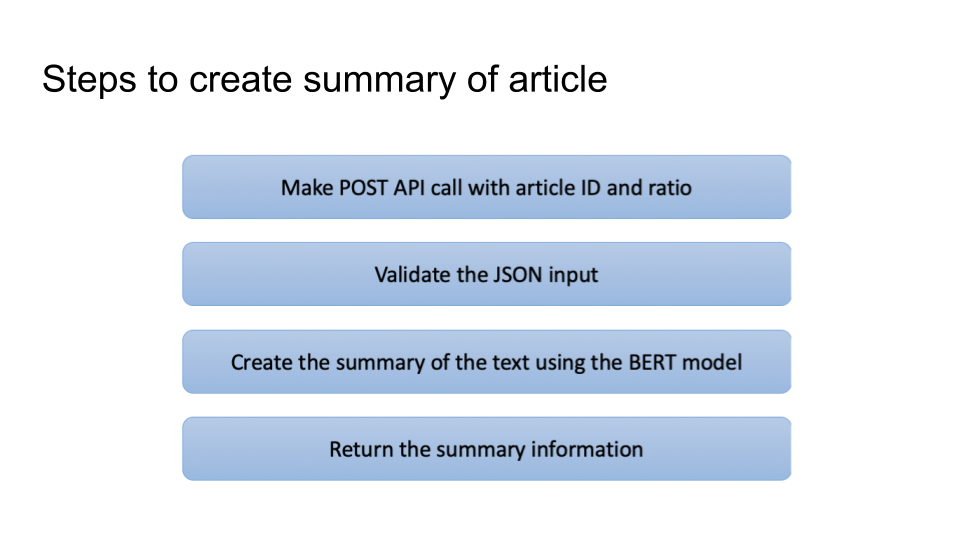 Steps to create summary of article
Make POST API call with article ID and ratio
Validate the JSON input
Create the summary of the text using the BERT model
Return the summary information